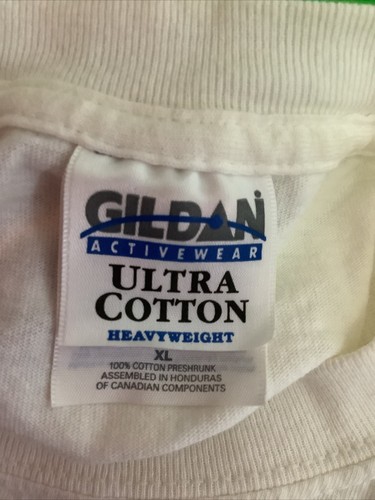 GILDAN
ACTIVEWEAR
ULTRA
COTTON
HEAVYWEIGHT
XL
100% COTTON PRESHRUNK
ASSEMBLED IN HONDURAS
OF CANADIAN COMPONENTS